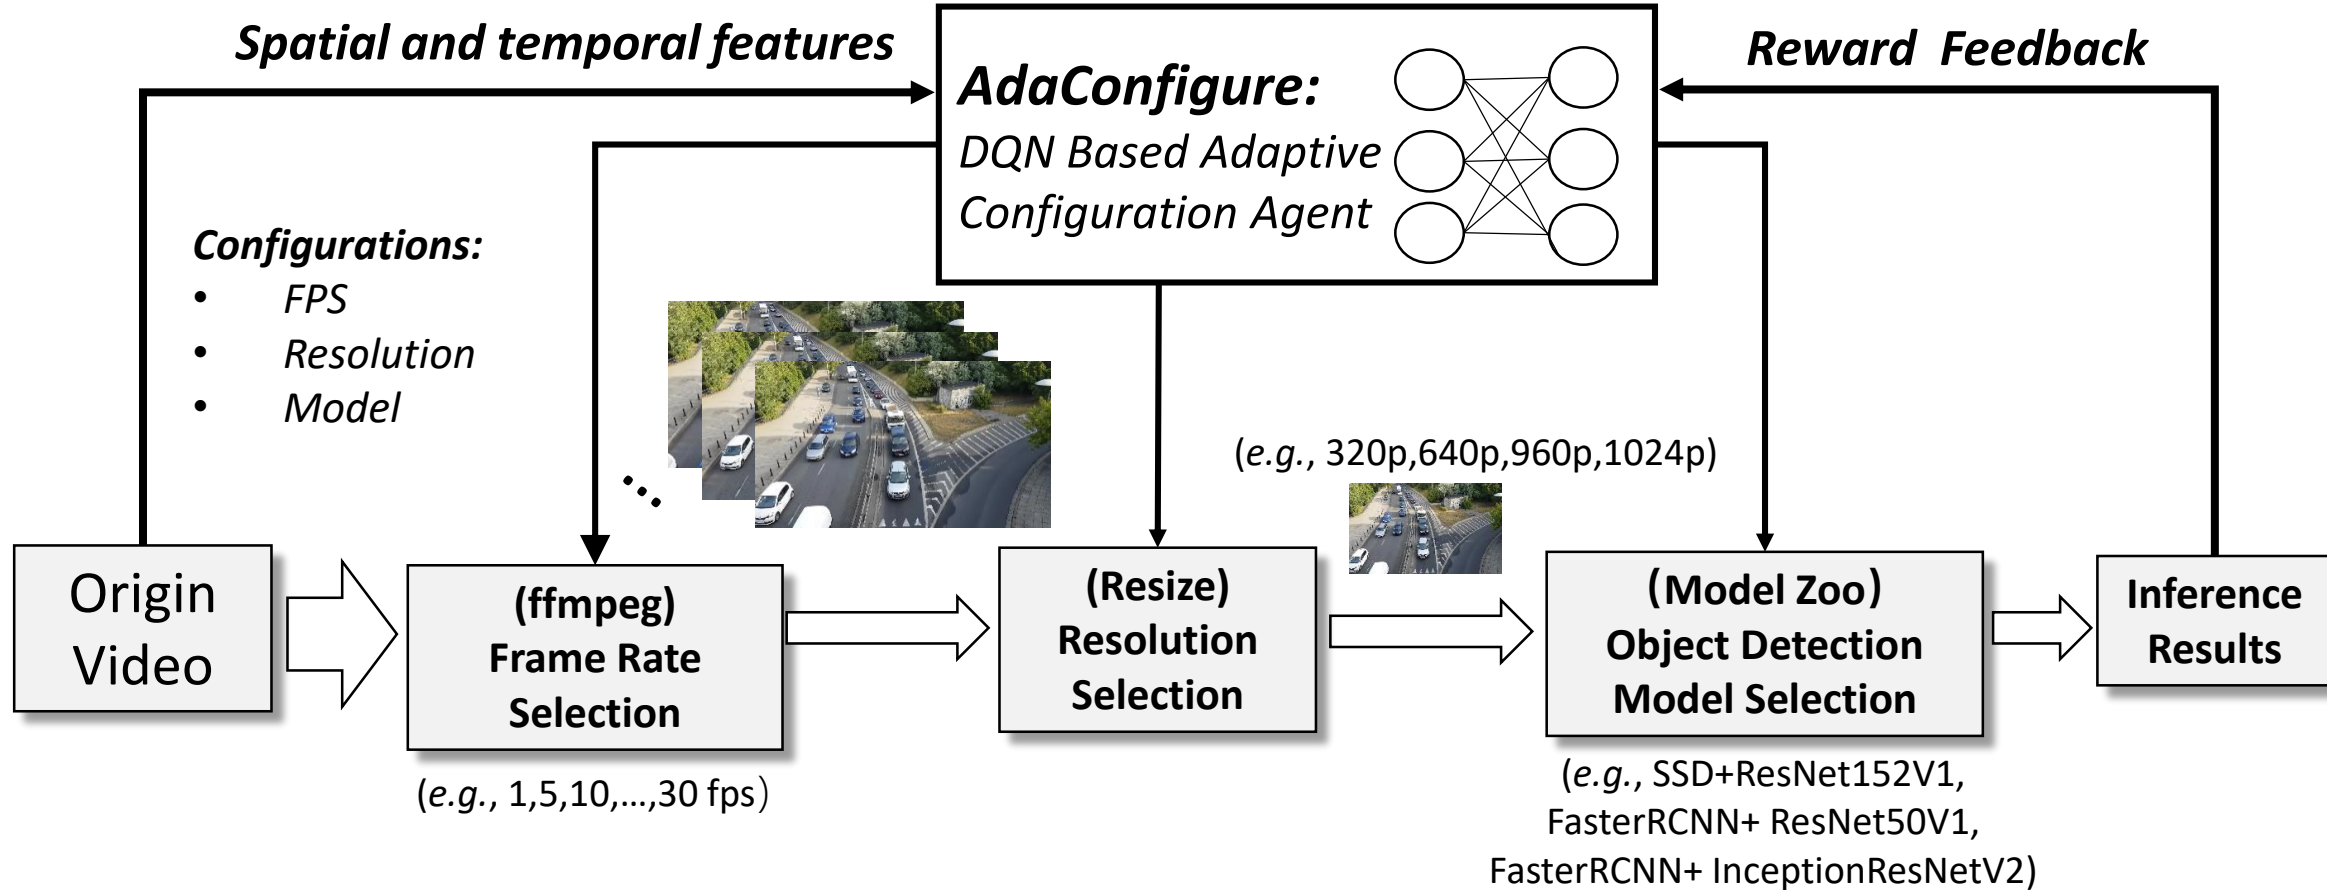 Spatial and temporal features
AdaConfigure:
DQN Based Adaptive
Configuration Agent
Reward Feedback
Configurations:
• FPS
• Resolution
• Model
(e.g., 320p,640p,960p,1024p)
Origin
Video
(ffmpeg)
Frame Rate
Selection
(e.g., 1,5,10,...,30 fps）
(Resize)
Resolution
Selection
(Model Zoo)
Object Detection
Model Selection
(e.g., SSD+ResNet152V1,
FasterRCNN+ ResNet50V1,
FasterRCNN+ InceptionResNetV2)
Inference
Results